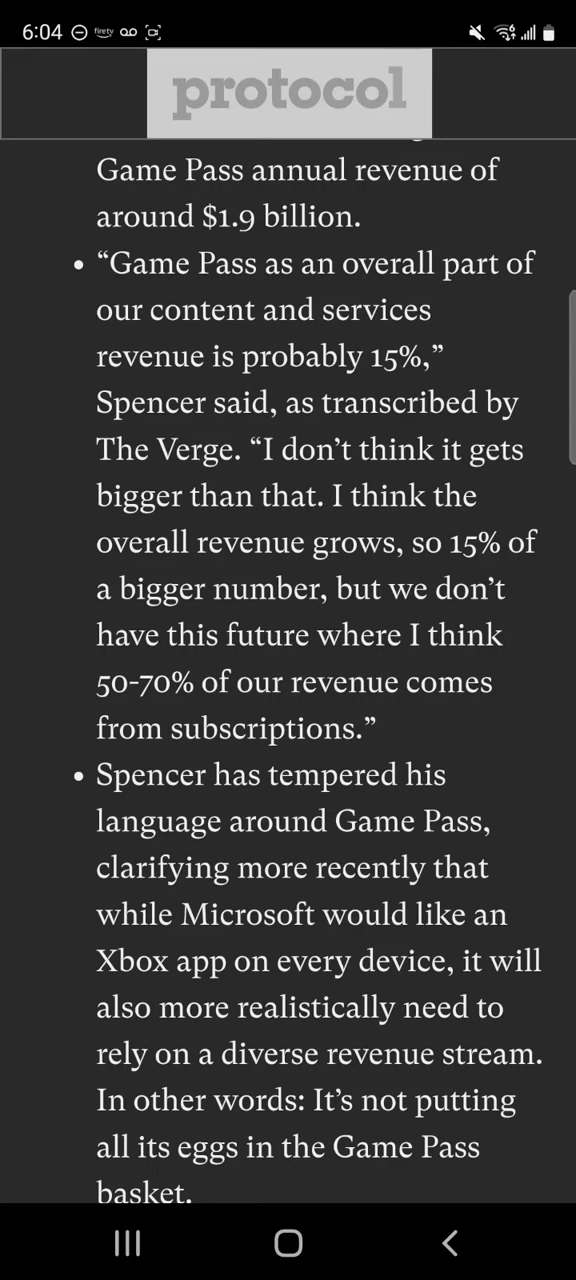 6:04 firetv
protocol
Game Pass annual revenue of
around $1.9 billion.
• “Game Pass as an overall part of
our content and services
revenue is probably 15%,”
Spencer said, as transcribed by
The Verge. “I don’t think it gets
bigger than that. I think the
overall revenue grows, so 15% of
a bigger number, but we don’t
have this future where I think
50-70% of our revenue comes
from subscriptions.”
• Spencer has tempered his
language around Game Pass,
clarifying more recently that
while Microsoft would like an
Xbox app on every device, it will
also more realistically need to
rely on a diverse revenue stream.
In other words: It’s not putting
all its eggs in the Game Pass
basket.